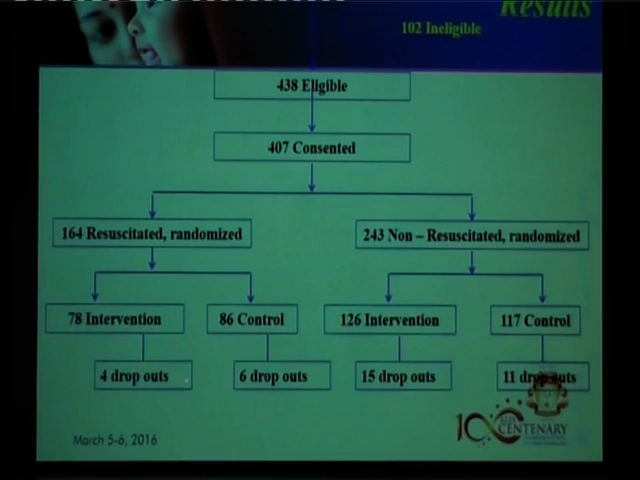 Results
102 Ineligible
438 Eligible
407 Consented
164 Resuscitated, randomized
243 Non – Resuscitated, randomized
78 Intervention
86 Control
126 Intervention
117 Control
4 drop outs
6 drop outs
15 drop outs
11 drop outs
March 5-6, 2016
CENTENARY